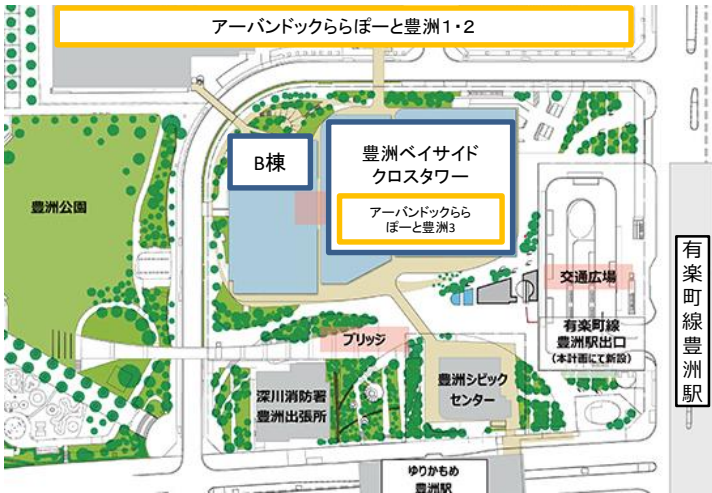 アーバンドックららぽーと豊洲1・2
B棟
豊洲ベイサイド
クロスタワー
アーバンドックらら
ぽーと豊洲3
豊洲公園
交通広場
有楽町線
豊洲駅出口
(本計画にて新設)
有楽町線豊洲駅
ブリッジ
深川消防署
豊洲出張所
豊洲シビック
センター
ゆりかもめ
豊洲駅